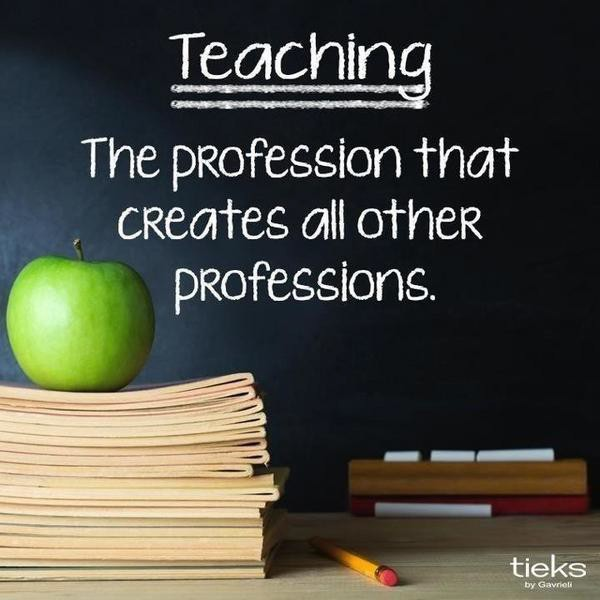 Teaching
The profession that
creates all other
professions.
tieks
by Gavrieli